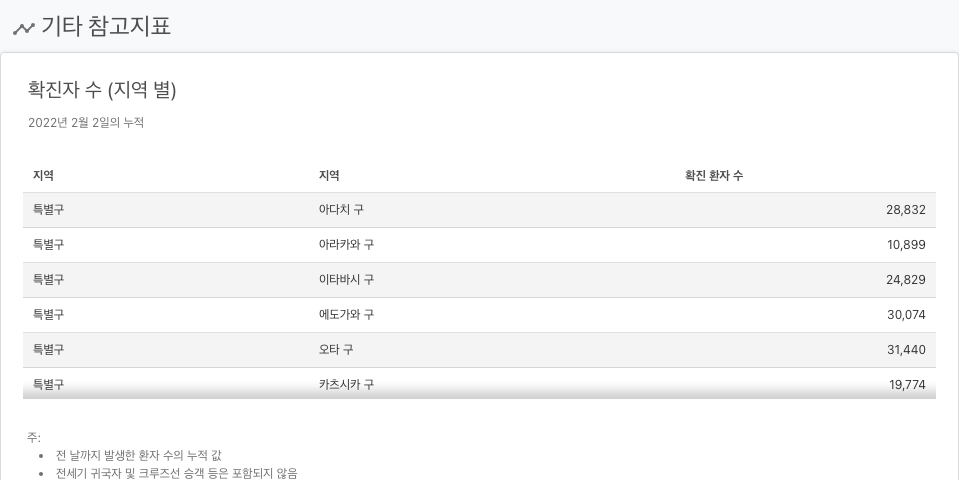 기타 참고지표
확진자 수 (지역 별)
2022년 2월 2일의 누적
지역 지역 확진 환자 수
특별구 아다치 구 28,832
특별구 아라카와 구 10,899
특별구 이타바시 구 24,829
특별구 에도가와 구 30,074
특별구 오타 구 31,440
특별구 카츠시카 구 19,774
주:
• 전 날까지 발생한 환자 수의 누적 값
• 전세기 귀국자 및 크루즈선 승객 등은 포함되지 않음